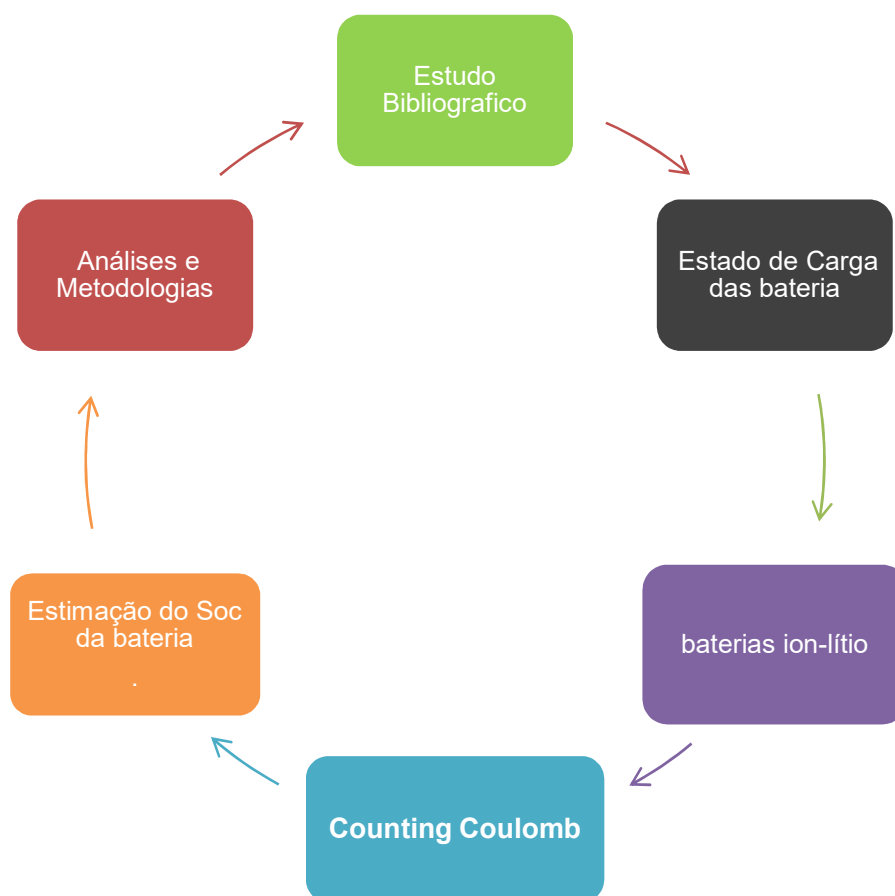 Estudo
Bibliografico
Estado de Carga
das bateria
baterias ion-lítio
Counting Coulomb
Estimação do Soc
da bateria
.
Análises e
Metodologias